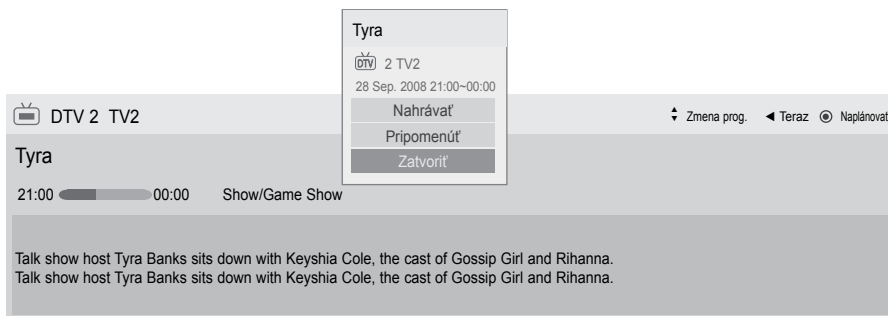 Tyra
DTV 2 TV2
28 Sep. 2008 21:00~00:00
Nahrávať
Pripomenúť
Zatvoriť
DTV 2 TV2
Zmena prog. ◄ Teraz Naplánovať
Tyra
21:00 00:00 Show/Game Show
Talk show host Tyra Banks sits down with Keyshia Cole, the cast of Gossip Girl and Rihanna.
Talk show host Tyra Banks sits down with Keyshia Cole, the cast of Gossip Girl and Rihanna.